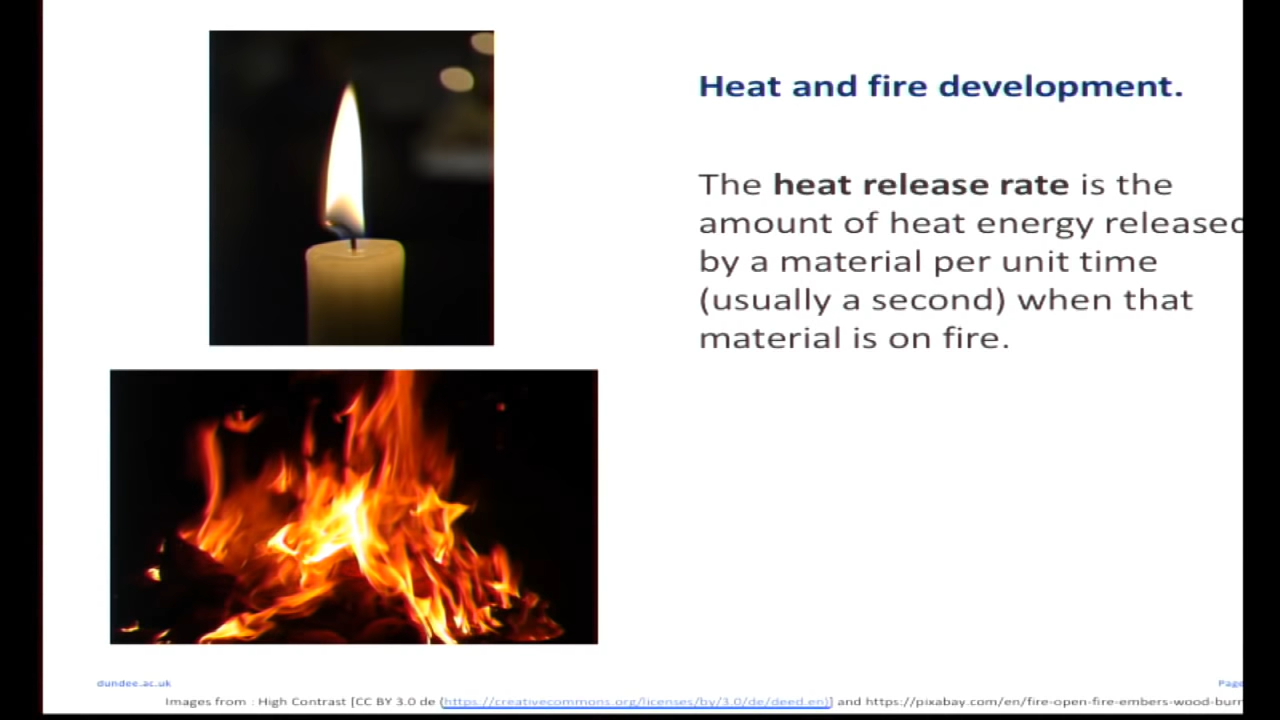 Heat and fire development.
The heat release rate is the
amount of heat energy released
by a material per unit time
(usually a second) when that
material is on fire.
dundee.ac.uk
Page
Images from : High Contrast [CC BY 3.0 de (https://creativecommons.org/licenses/by/3.0/de/deed.en)] and https://pixabay.com/en/fire-open-fire-embers-wood-burn